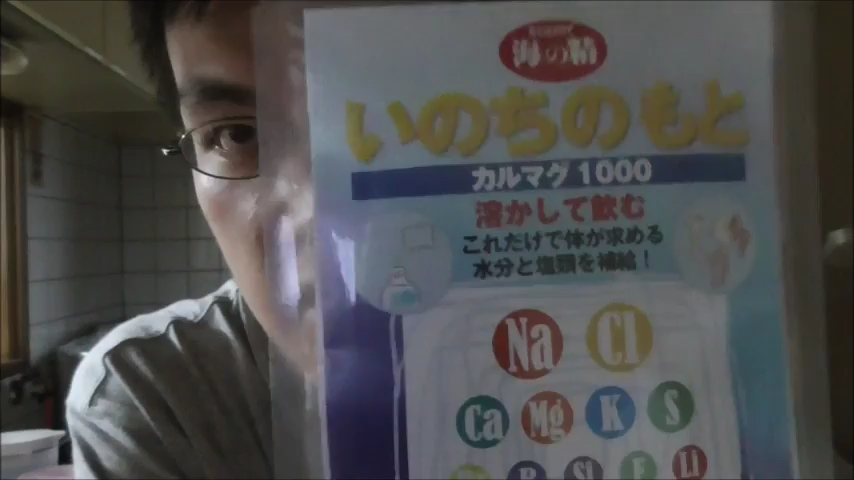 海の精
いのちのもと
カルマグ1000
溶かして飲む
これだけで体が求める
水分と塩類を補給！
Na Cl
Ca Mg K S
B Si F Li